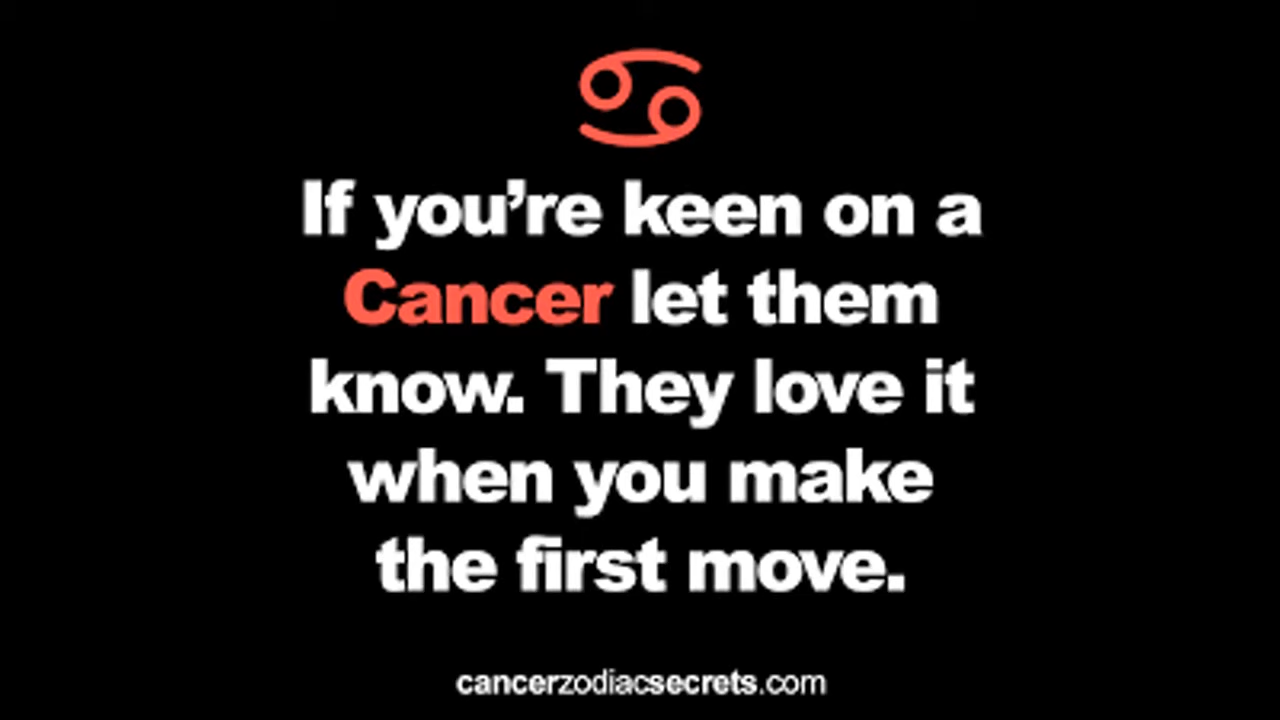 If you’re keen on a
Cancer let them
know. They love it
when you make
the first move.
cancerzodiacsecrets.com